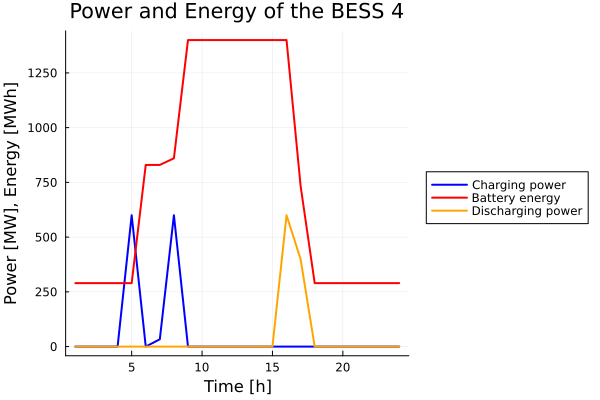 Power and Energy of the BESS 4
Power [MW], Energy [MWh]
1250
1000
750
500
250
0
5
10
15
20
Time [h]
Charging power
Battery energy
Discharging power